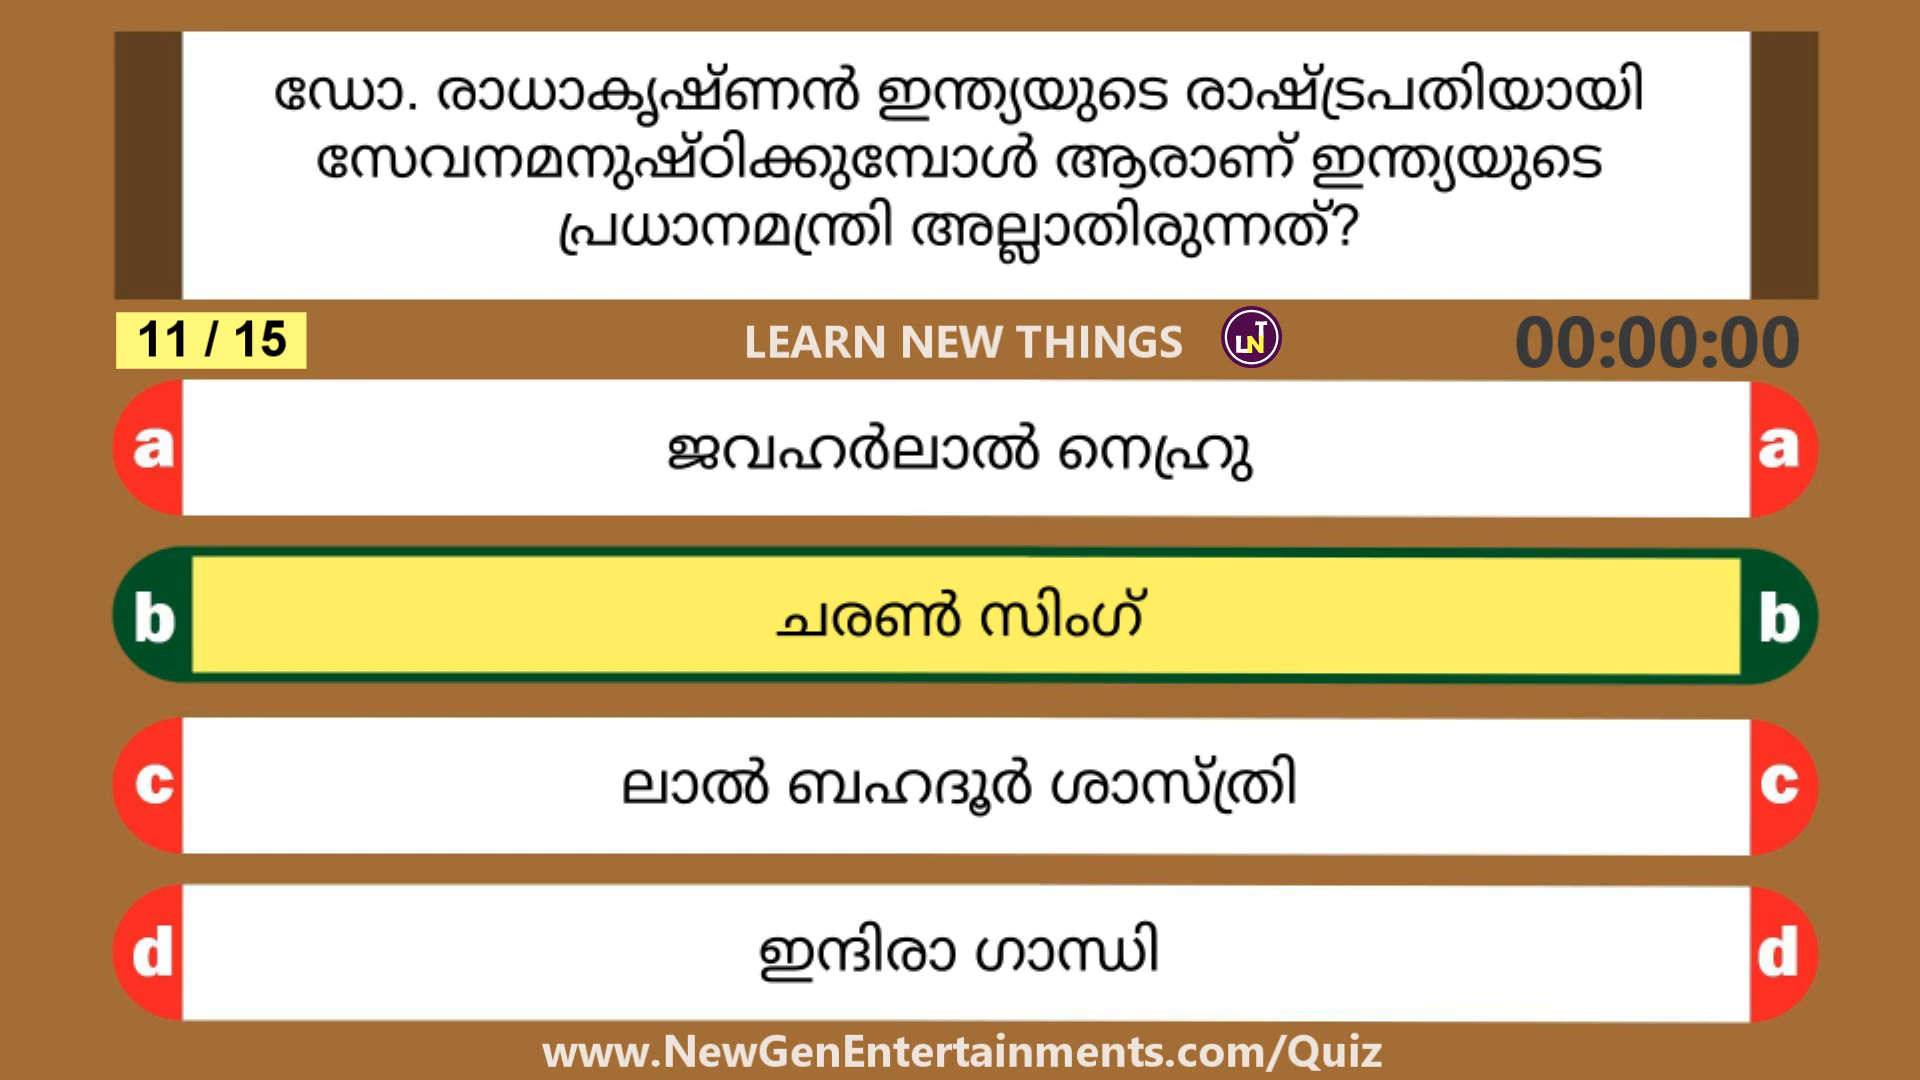 ഡോ. രാധാകൃഷ്ണൻ ഇന്ത്യയുടെ രാഷ്ട്രപതിയായി
സേവനമനുഷ്ഠിക്കുമ്പോൾ ആരാണ് ഇന്ത്യയുടെ
പ്രധാനമന്ത്രി അല്ലാതിരുന്നത്?
11 / 15
LEARN NEW THINGS
LNT
00:00:00
a ജവഹർലാൽ നെഹ്രു a
b ചരൺ സിംഗ് b
c ലാൽ ബഹദൂർ ശാസ്ത്രി c
d ഇന്ദിരാ ഗാന്ധി d
www.NewGenEntertainments.com/Quiz